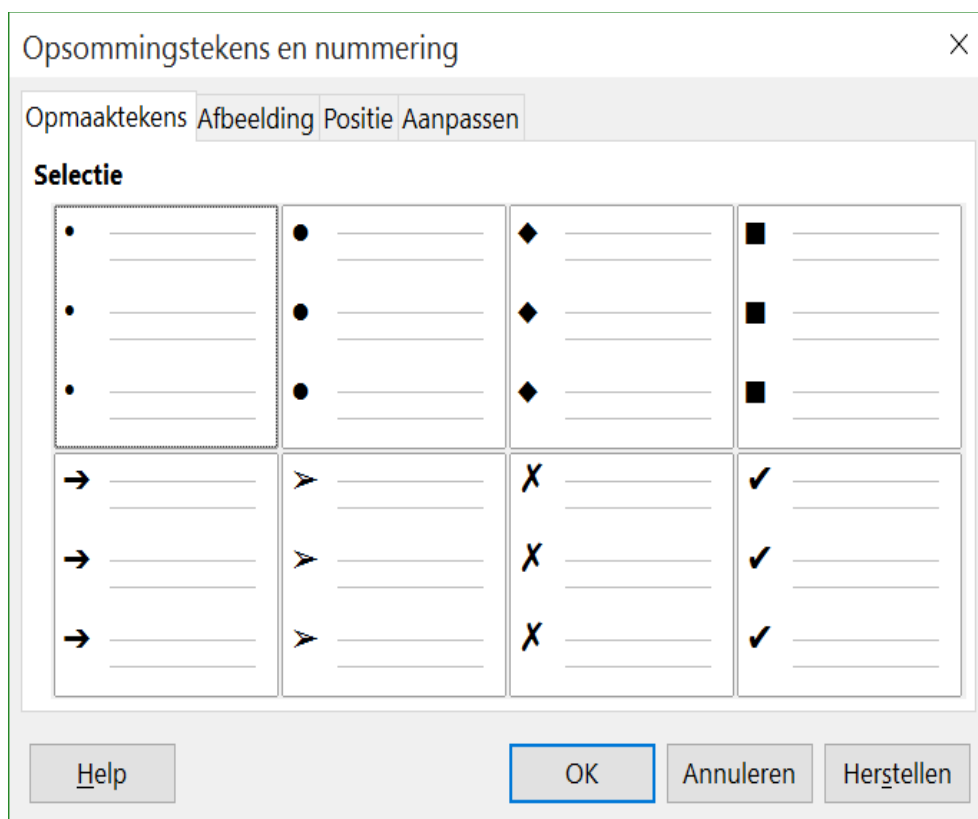 Opsommingstekens en nummering
Opmaaktekens Afbeelding Positie Aanpassen
Selectie
Help OK Annuleren Herstellen